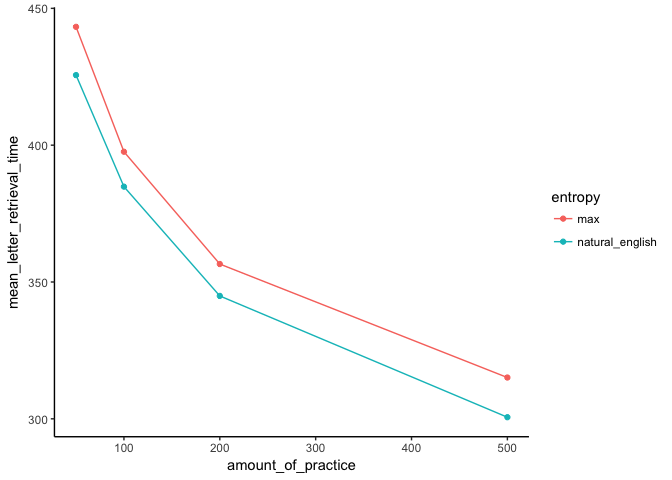 450
400
350
300
mean_letter_retrieval_time
100
200
300
400
500
amount_of_practice
entropy
max
natural_english